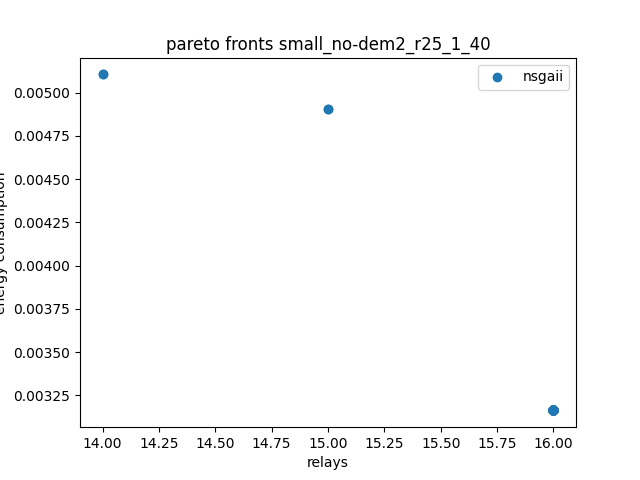 pareto fronts small_no-dem2_r25_1_40
nsgaii
0.00500
0.00475
0.00450
0.00425
0.00400
0.00375
0.00350
0.00325
energy consumption
14.00 14.25 14.50 14.75 15.00 15.25 15.50 15.75 16.00
relays